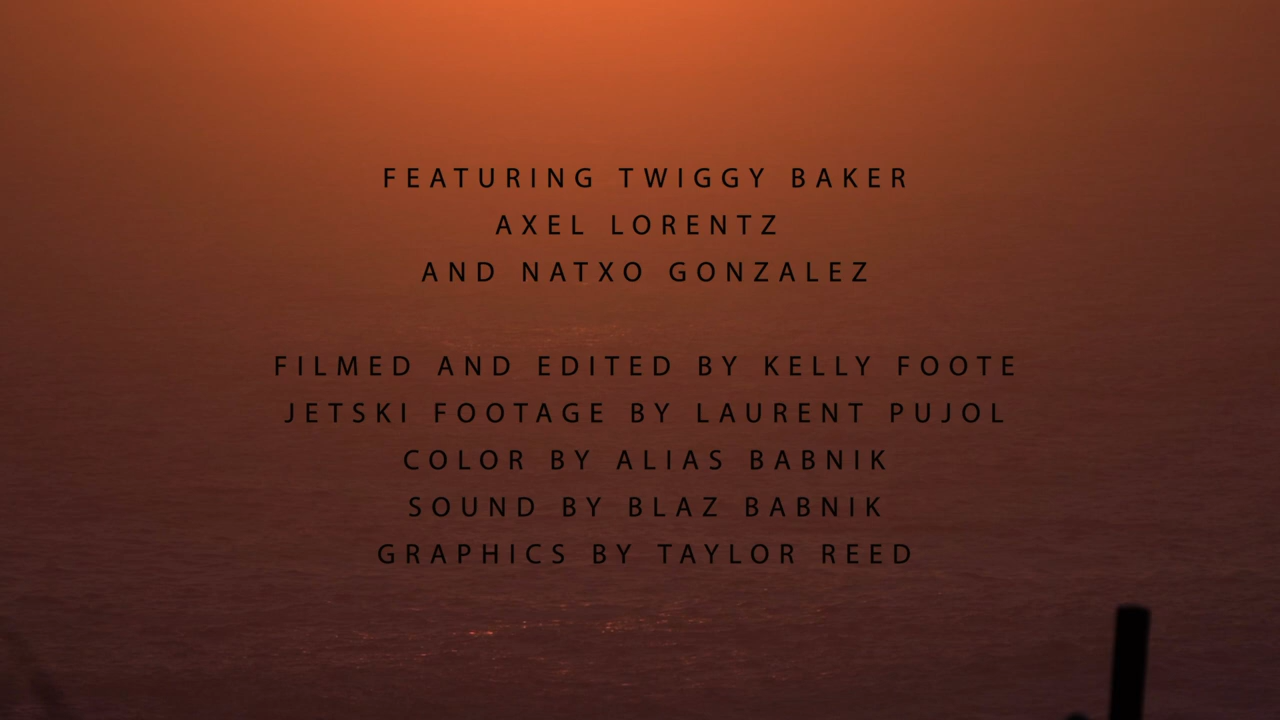 FEATURING TWIGGY BAKER
AXEL LORENTZ
AND NATXO GONZALEZ
FILMED AND EDITED BY KELLY FOOTE
JETSKI FOOTAGE BY LAURENT PUJOL
COLOR BY ALIAS BABNIK
SOUND BY BLAZ BABNIK
GRAPHICS BY TAYLOR REED